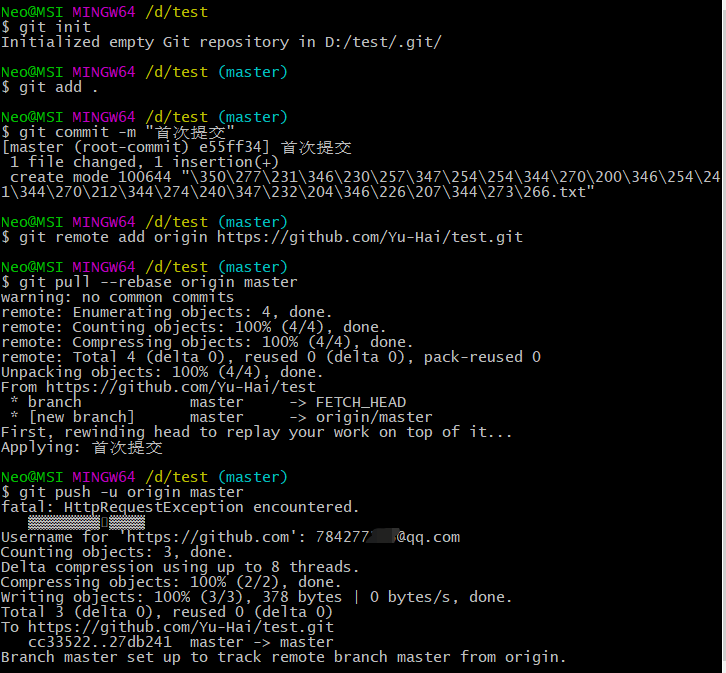 Neo@MSI MINGW64 /d/test
$ git init
Initialized empty Git repository in D:/test/.git/
Neo@MSI MINGW64 /d/test (master)
$ git add .
Neo@MSI MINGW64 /d/test (master)
$ git commit -m "首次提交"
[master (root-commit) e55ff34] 首次提交
1 file changed, 1 insertion(+)
create mode 100644 "\350\277\231\346\230\257\347\254\254\344\270\200\346\254\24
1\344\270\212\344\274\240\347\232\204\346\226\207\344\273\266.txt"
Neo@MSI MINGW64 /d/test (master)
$ git remote add origin https://github.com/Yu-Hai/test.git
Neo@MSI MINGW64 /d/test (master)
$ git pull --rebase origin master
warning: no common commits
remote: Enumerating objects: 4, done.
remote: Counting objects: 100% (4/4), done.
remote: Compressing objects: 100% (4/4), done.
remote: Total 4 (delta 0), reused 0 (delta 0), pack-reused 0
Unpacking objects: 100% (4/4), done.
From https://github.com/Yu-Hai/test
* branch master -> FETCH_HEAD
* [new branch] master -> origin/master
First, rewinding head to replay your work on top of it...
Applying: 首次提交
Neo@MSI MINGW64 /d/test (master)
$ git push -u origin master
fatal: HttpRequestException encountered.
Username for 'https://github.com': 784277 @qq.com
Counting objects: 3, done.
Delta compression using up to 8 threads.
Compressing objects: 100% (2/2), done.
Writing objects: 100% (3/3), 378 bytes | 0 bytes/s, done.
Total 3 (delta 0), reused 0 (delta 0)
To https://github.com/Yu-Hai/test.git
cc33522..27db241 master -> master
Branch master set up to track remote branch master from origin.